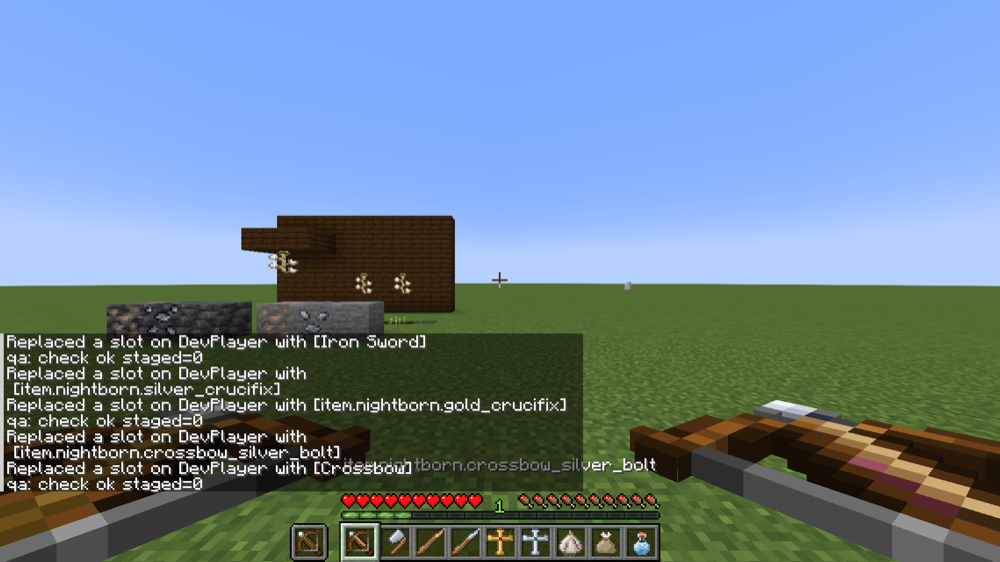 Replaced a slot on DevPlayer with [Iron Sword]
qa: check ok staged=0
Replaced a slot on DevPlayer with
[item.nightborn.silver_crucifix]
Replaced a slot on DevPlayer with [item.nightborn.gold_crucifix]
qa: check ok staged=0
Replaced a slot on DevPlayer with
[item.nightborn.crossbow_silver_bolt]
Replaced a slot on DevPlayer with [Crossbow]
item.nightborn.crossbow_silver_bolt
qa: check ok staged=0
1